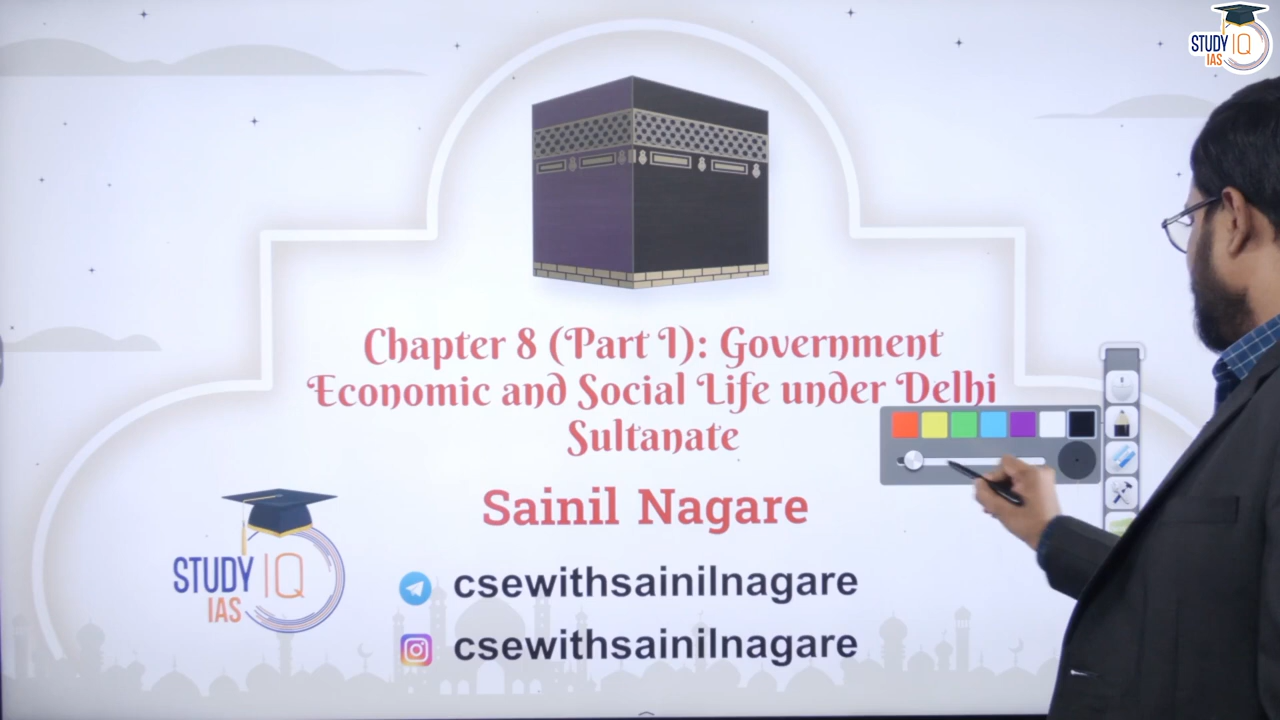 STUDY IQ
IAS
Chapter 8 (Part I): Government
Economic and Social Life under Delhi
Sultanate
Sainil Nagare
STUDY IQ
IAS
csewithsainilnagare
csewithsainilnagare